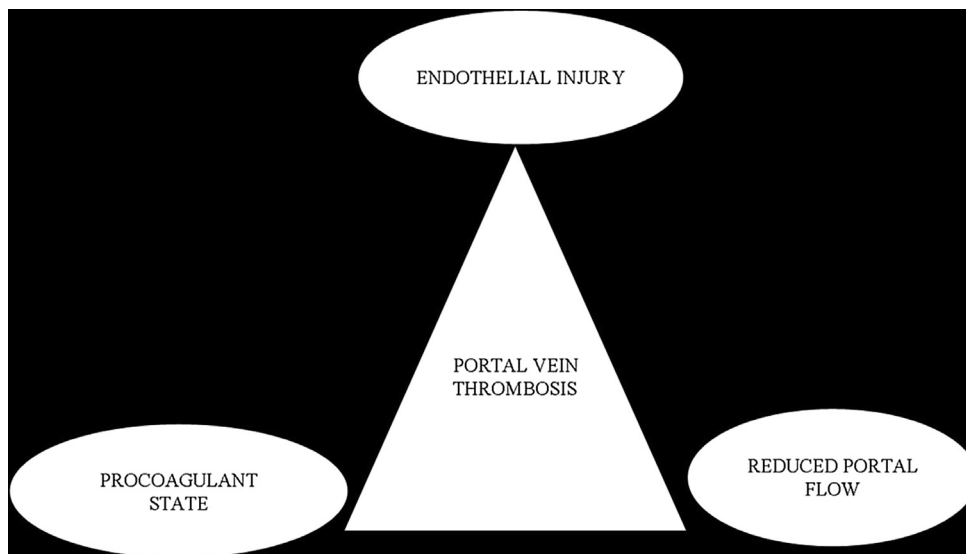 ENDOTHELIAL INJURY
PORTAL VEIN
THROMBOSIS
PROCOAGULANT
STATE
REDUCED PORTAL
FLOW